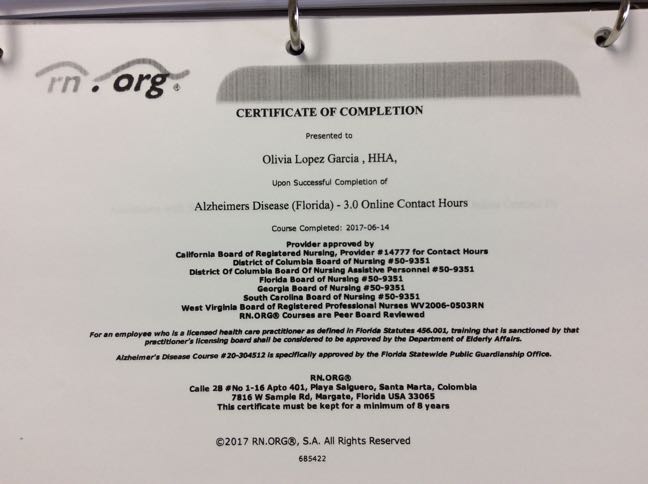 rn.org®
CERTIFICATE OF COMPLETION
Presented to
Olivia Lopez Garcia , HHA,
Upon Successful Completion of
Alzheimers Disease (Florida) - 3.0 Online Contact Hours
Course Completed: 2017-06-14
Provider approved by
California Board of Registered Nursing, Provider #14777 for Contact Hours
District of Columbia Board of Nursing #50-9351
District Of Columbia Board Of Nursing Assistive Personnel #50-9351
Florida Board of Nursing #50-9351
Georgia Board of Nursing #50-9351
South Carolina Board of Nursing #50-9351
West Virginia Board of Registered Professional Nurses WV2006-0503RN
RN.ORG® Courses are Peer Board Reviewed
For an employee who is a licensed health care practitioner as defined in Florida Statutes 456.001, training that is sanctioned by that
practitioner's licensing board shall be considered to be approved by the Department of Elderly Affairs.
Alzheimer's Disease Course #20-304512 is specifically approved by the Florida Statewide Public Guardianship Office.
RN.ORG®
Calle 28 #No 1-16 Apto 401, Playa Salguero, Santa Marta, Colombia
7816 W Sample Rd, Margate, Florida USA 33065
This certificate must be kept for a minimum of 8 years
©2017 RN.ORG®, S.A. All Rights Reserved
685422